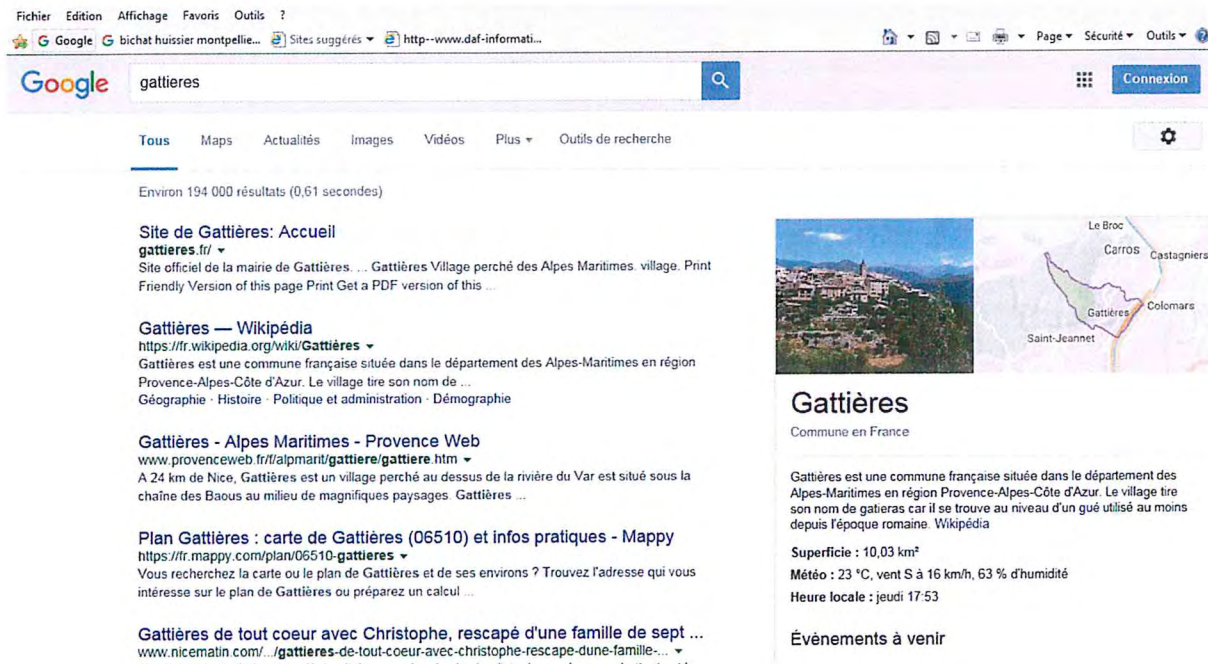 Fichier Edition Affichage Favoris Outils ?
G Google G bichat huissier montpellie... Sites suggérés http--www.daf-informati... Page Sécurité Outils
Google gattieres Connexion
Tous Maps Actualités Images Vidéos Plus Outils de recherche
Environ 194 000 résultats (0,61 secondes)
Site de Gattières: Accueil
gattieres.fr/
Site officiel de la mairie de Gattières. ... Gattières Village perché des Alpes Maritimes. village. Print
Friendly Version of this page Print Get a PDF version of this ...
Gattières — Wikipédia
https://fr.wikipedia.org/wiki/Gattières
Gattières est une commune française située dans le département des Alpes-Maritimes en région
Provence-Alpes-Côte d'Azur. Le village tire son nom de ...
Géographie · Histoire · Politique et administration · Démographie
Gattières - Alpes Maritimes - Provence Web
www.provenceweb.fr/f/alpmarit/gattiere/gattiere.htm
A 24 km de Nice, Gattières est un village perché au dessus de la rivière du Var est situé sous la
chaîne des Baous au milieu de magnifiques paysages. Gattières ...
Plan Gattières : carte de Gattières (06510) et infos pratiques - Mappy
https://fr.mappy.com/plan/06510-gattieres
Vous recherchez la carte ou le plan de Gattières et de ses environs ? Trouvez l'adresse qui vous
intéresse sur le plan de Gattières ou préparez un calcul ...
Gattières de tout coeur avec Christophe, rescapé d'une famille de sept ...
www.nicematin.com/.../gattieres-de-tout-coeur-avec-christophe-rescape-dune-famille-...
Le Broc
Carros
Castagniers
Gattières
Colomars
Saint-Jeannet
Gattières
Commune en France
Gattières est une commune française située dans le département des
Alpes-Maritimes en région Provence-Alpes-Côte d'Azur. Le village tire
son nom de gatieras car il se trouve au niveau d'un gué utilisé au moins
depuis l'époque romaine. Wikipédia
Superficie : 10,03 km²
Météo : 23 °C, vent S à 16 km/h, 63 % d'humidité
Heure locale : jeudi 17:53
Évènements à venir